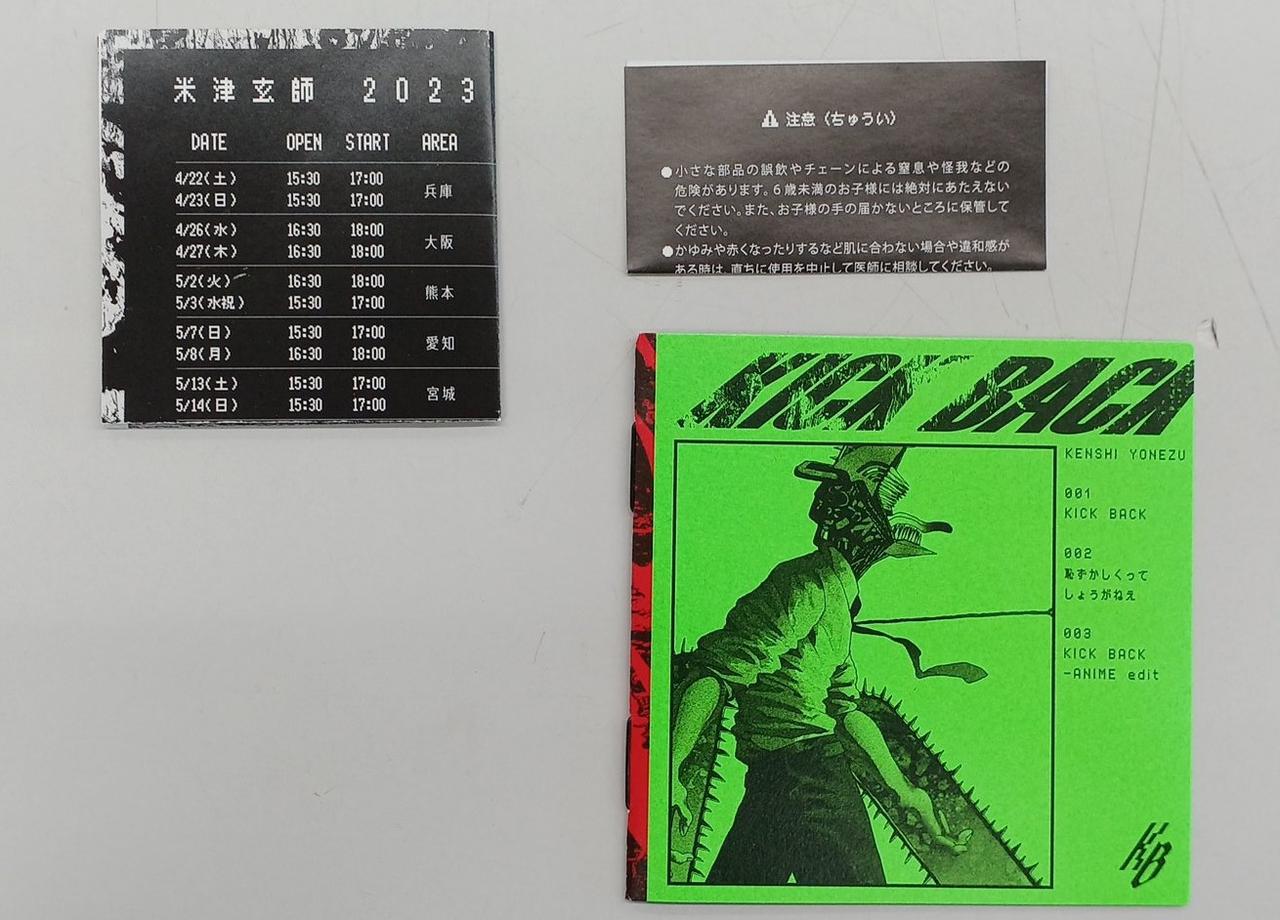 米津玄師 2023
DATE OPEN START AREA
4/22(土) 15:30 17:00 兵庫
4/23(日) 15:30 17:00
4/26(水) 16:30 18:00 大阪
4/27(木) 16:30 18:00
5/2(火) 16:30 18:00 熊本
5/3(水祝) 15:30 17:00
5/7(日) 15:30 17:00 愛知
5/8(月) 16:30 18:00
5/13(土) 15:30 17:00 宮城
5/14(日) 15:30 17:00
⚠ 注意〈ちゅうい〉
●小さな部品の誤飲やチェーンによる窒息や怪我などの
危険があります。6歳未満のお子様には絶対にあたえない
でください。また、お子様の手の届かないところに保管して
ください。
●かゆみや赤くなったりするなど肌に合わない場合や違和感が
ある時は、直ちに使用を中止して医師に相談してください。
KICK BACK
KENSHI YONEZU
001
KICK BACK
002
恥ずかしくって
しょうがねえ
003
KICK BACK
-ANIME edit
KB